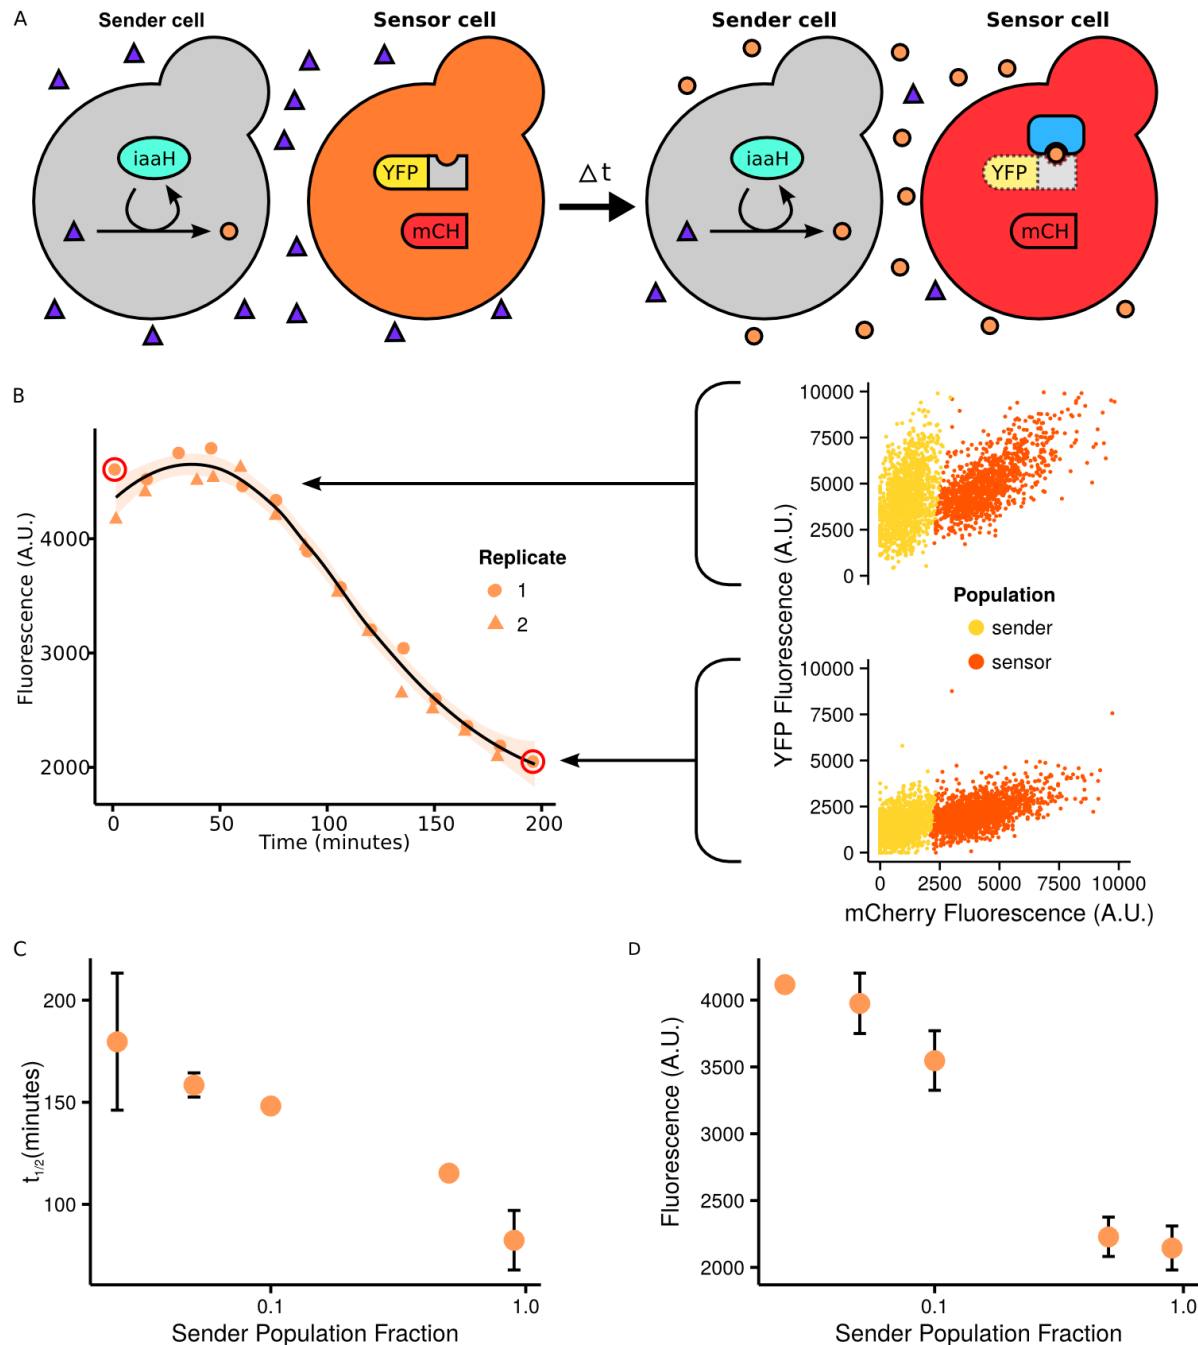 A
Sender cell
Sensor cell
Sender cell
Sensor cell
iaaH
YFP
mCH
Δt
iaaH
YFP
mCH
B
Fluorescence (A.U.)
4000
3000
2000
0
50
100
150
200
Time (minutes)
Replicate
1
2
YFP Fluorescence (A.U.)
10000
7500
5000
2500
0
Population
sender
sensor
10000
7500
5000
2500
0
0
2500
5000
7500
10000
mCherry Fluorescence (A.U.)
C
t1/2(minutes)
200
150
100
0.1
1.0
Sender Population Fraction
D
Fluorescence (A.U.)
4000
3500
3000
2500
2000
0.1
1.0
Sender Population Fraction